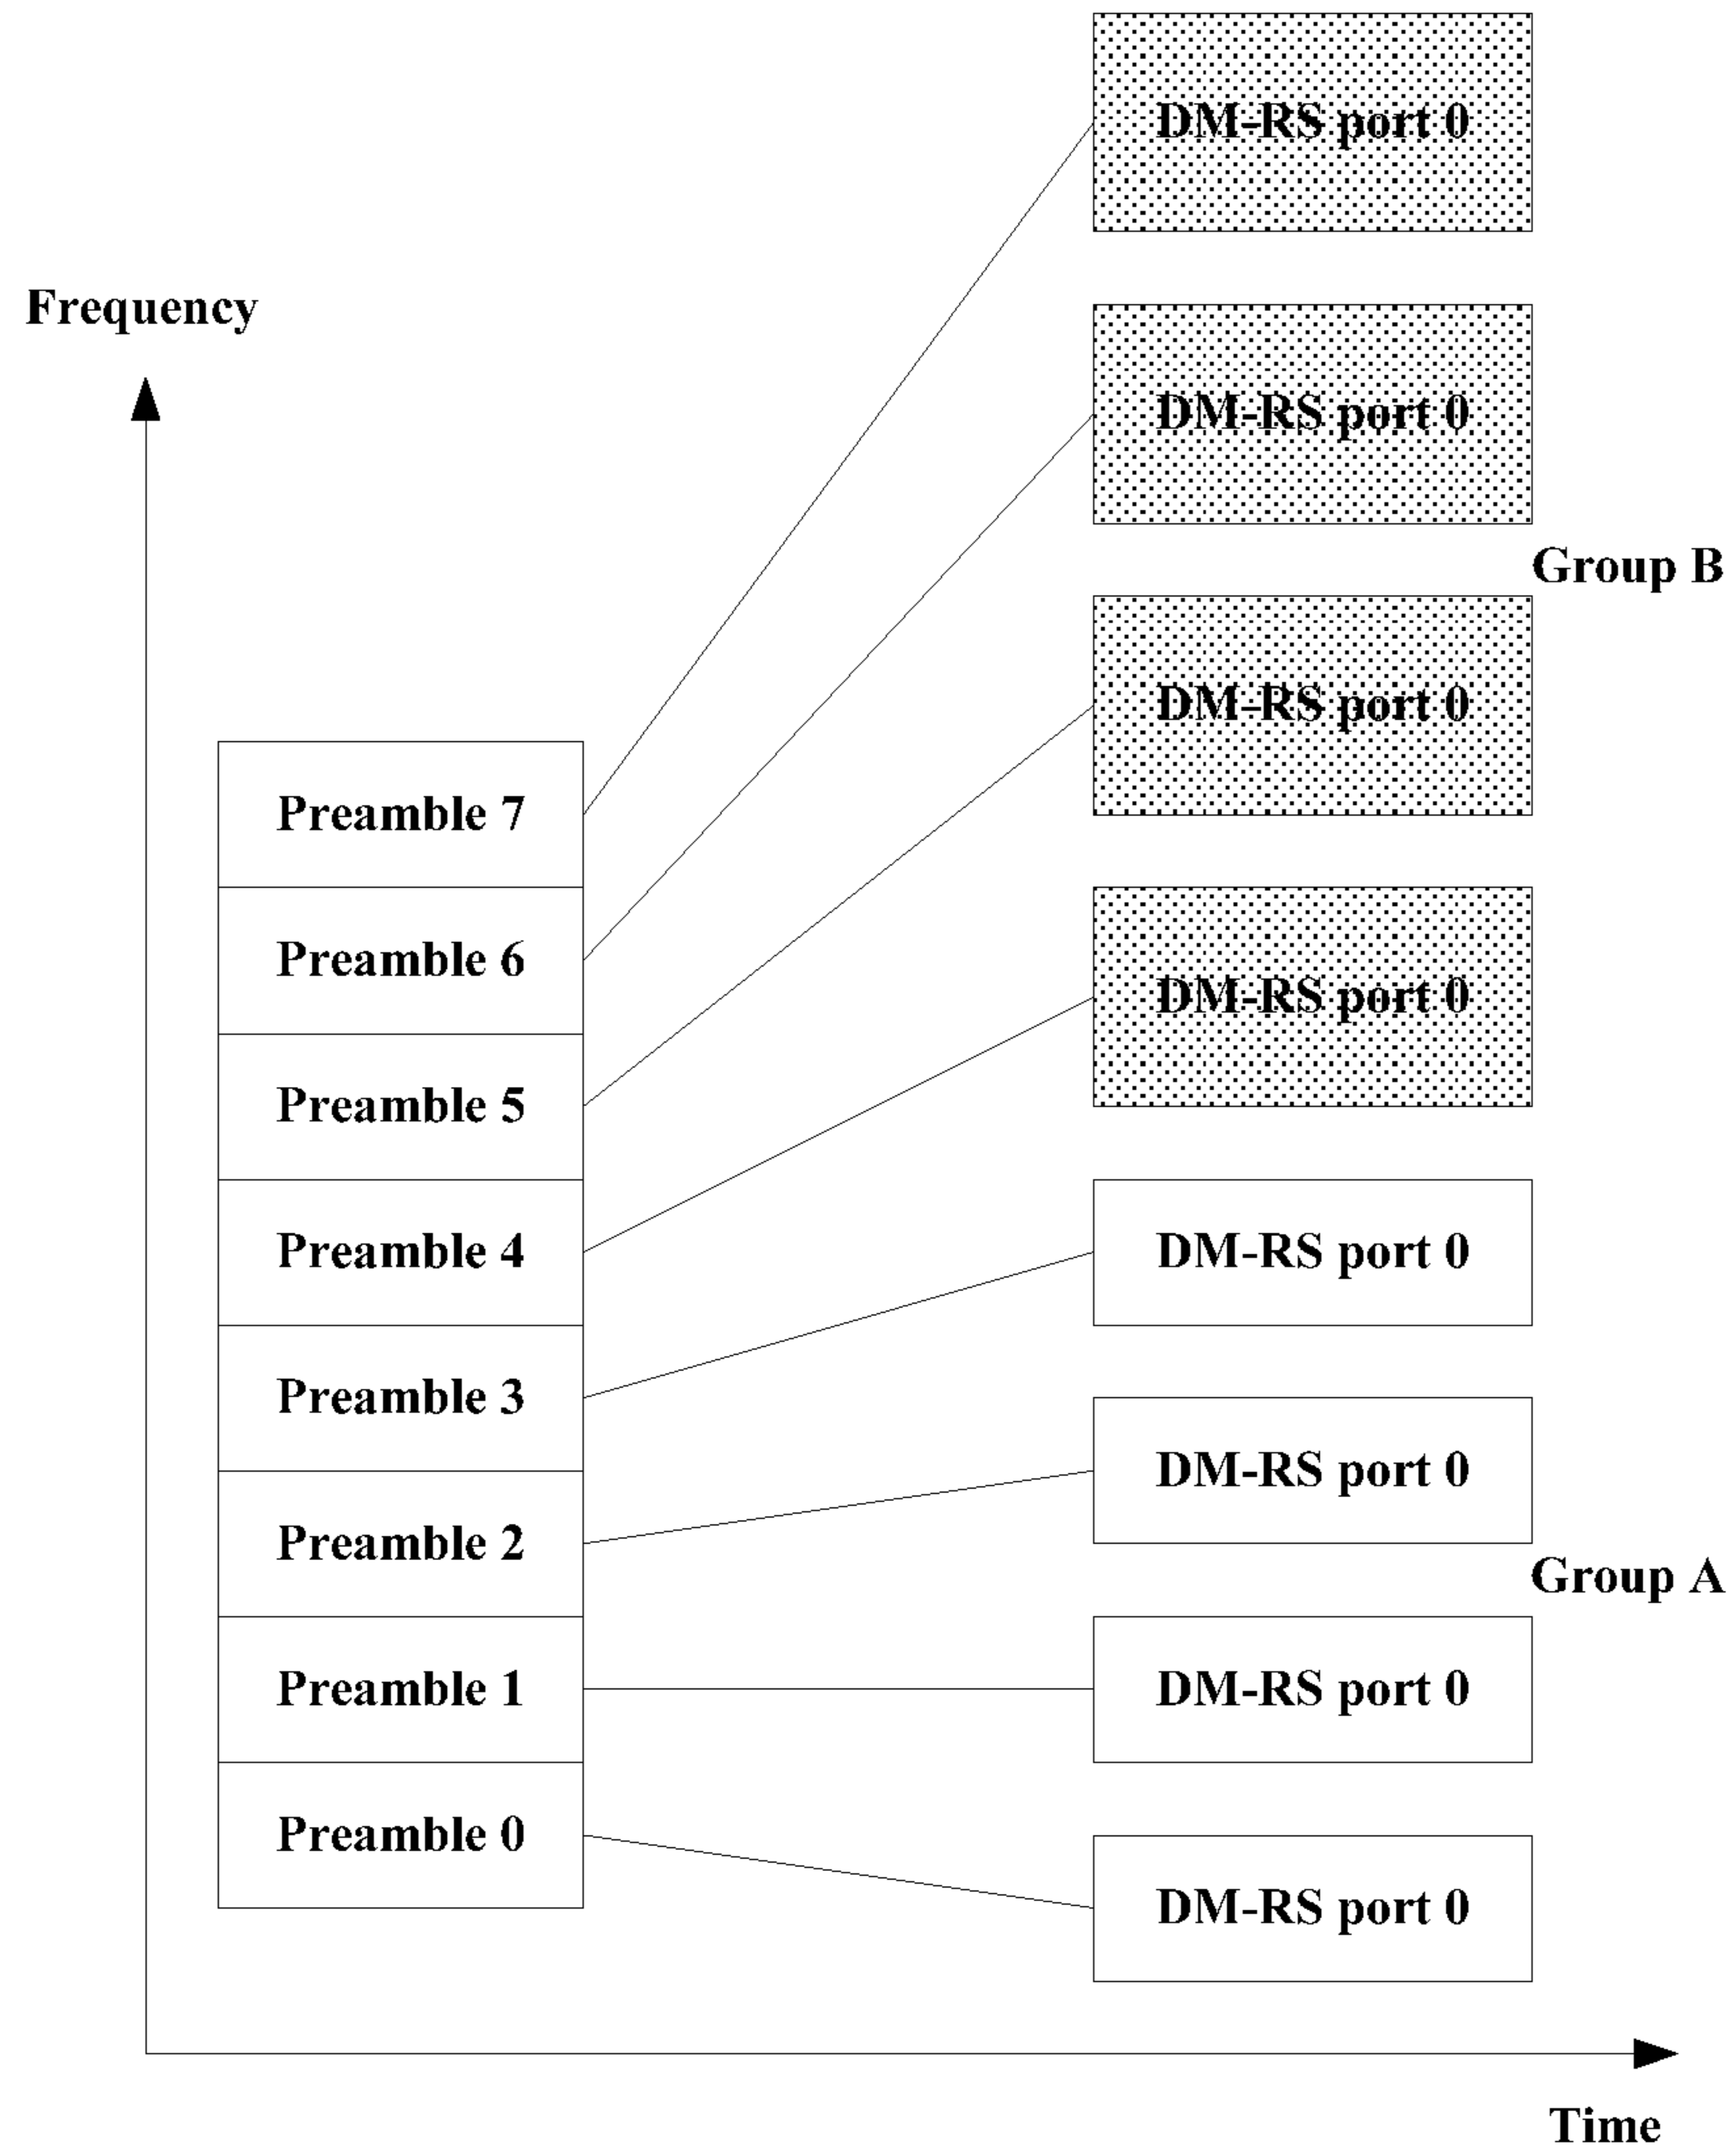 DM-RS port 0
Frequency
DM-RS port 0
Group B
DM-RS port 0
Preamble 7
Preamble 6
DM-RS port 0
Preamble 5
Preamble 4
DM-RS port 0
Preamble 3
DM-RS port 0
Preamble 2
Group A
Preamble 1
DM-RS port 0
Preamble 0
DM-RS port 0
Time